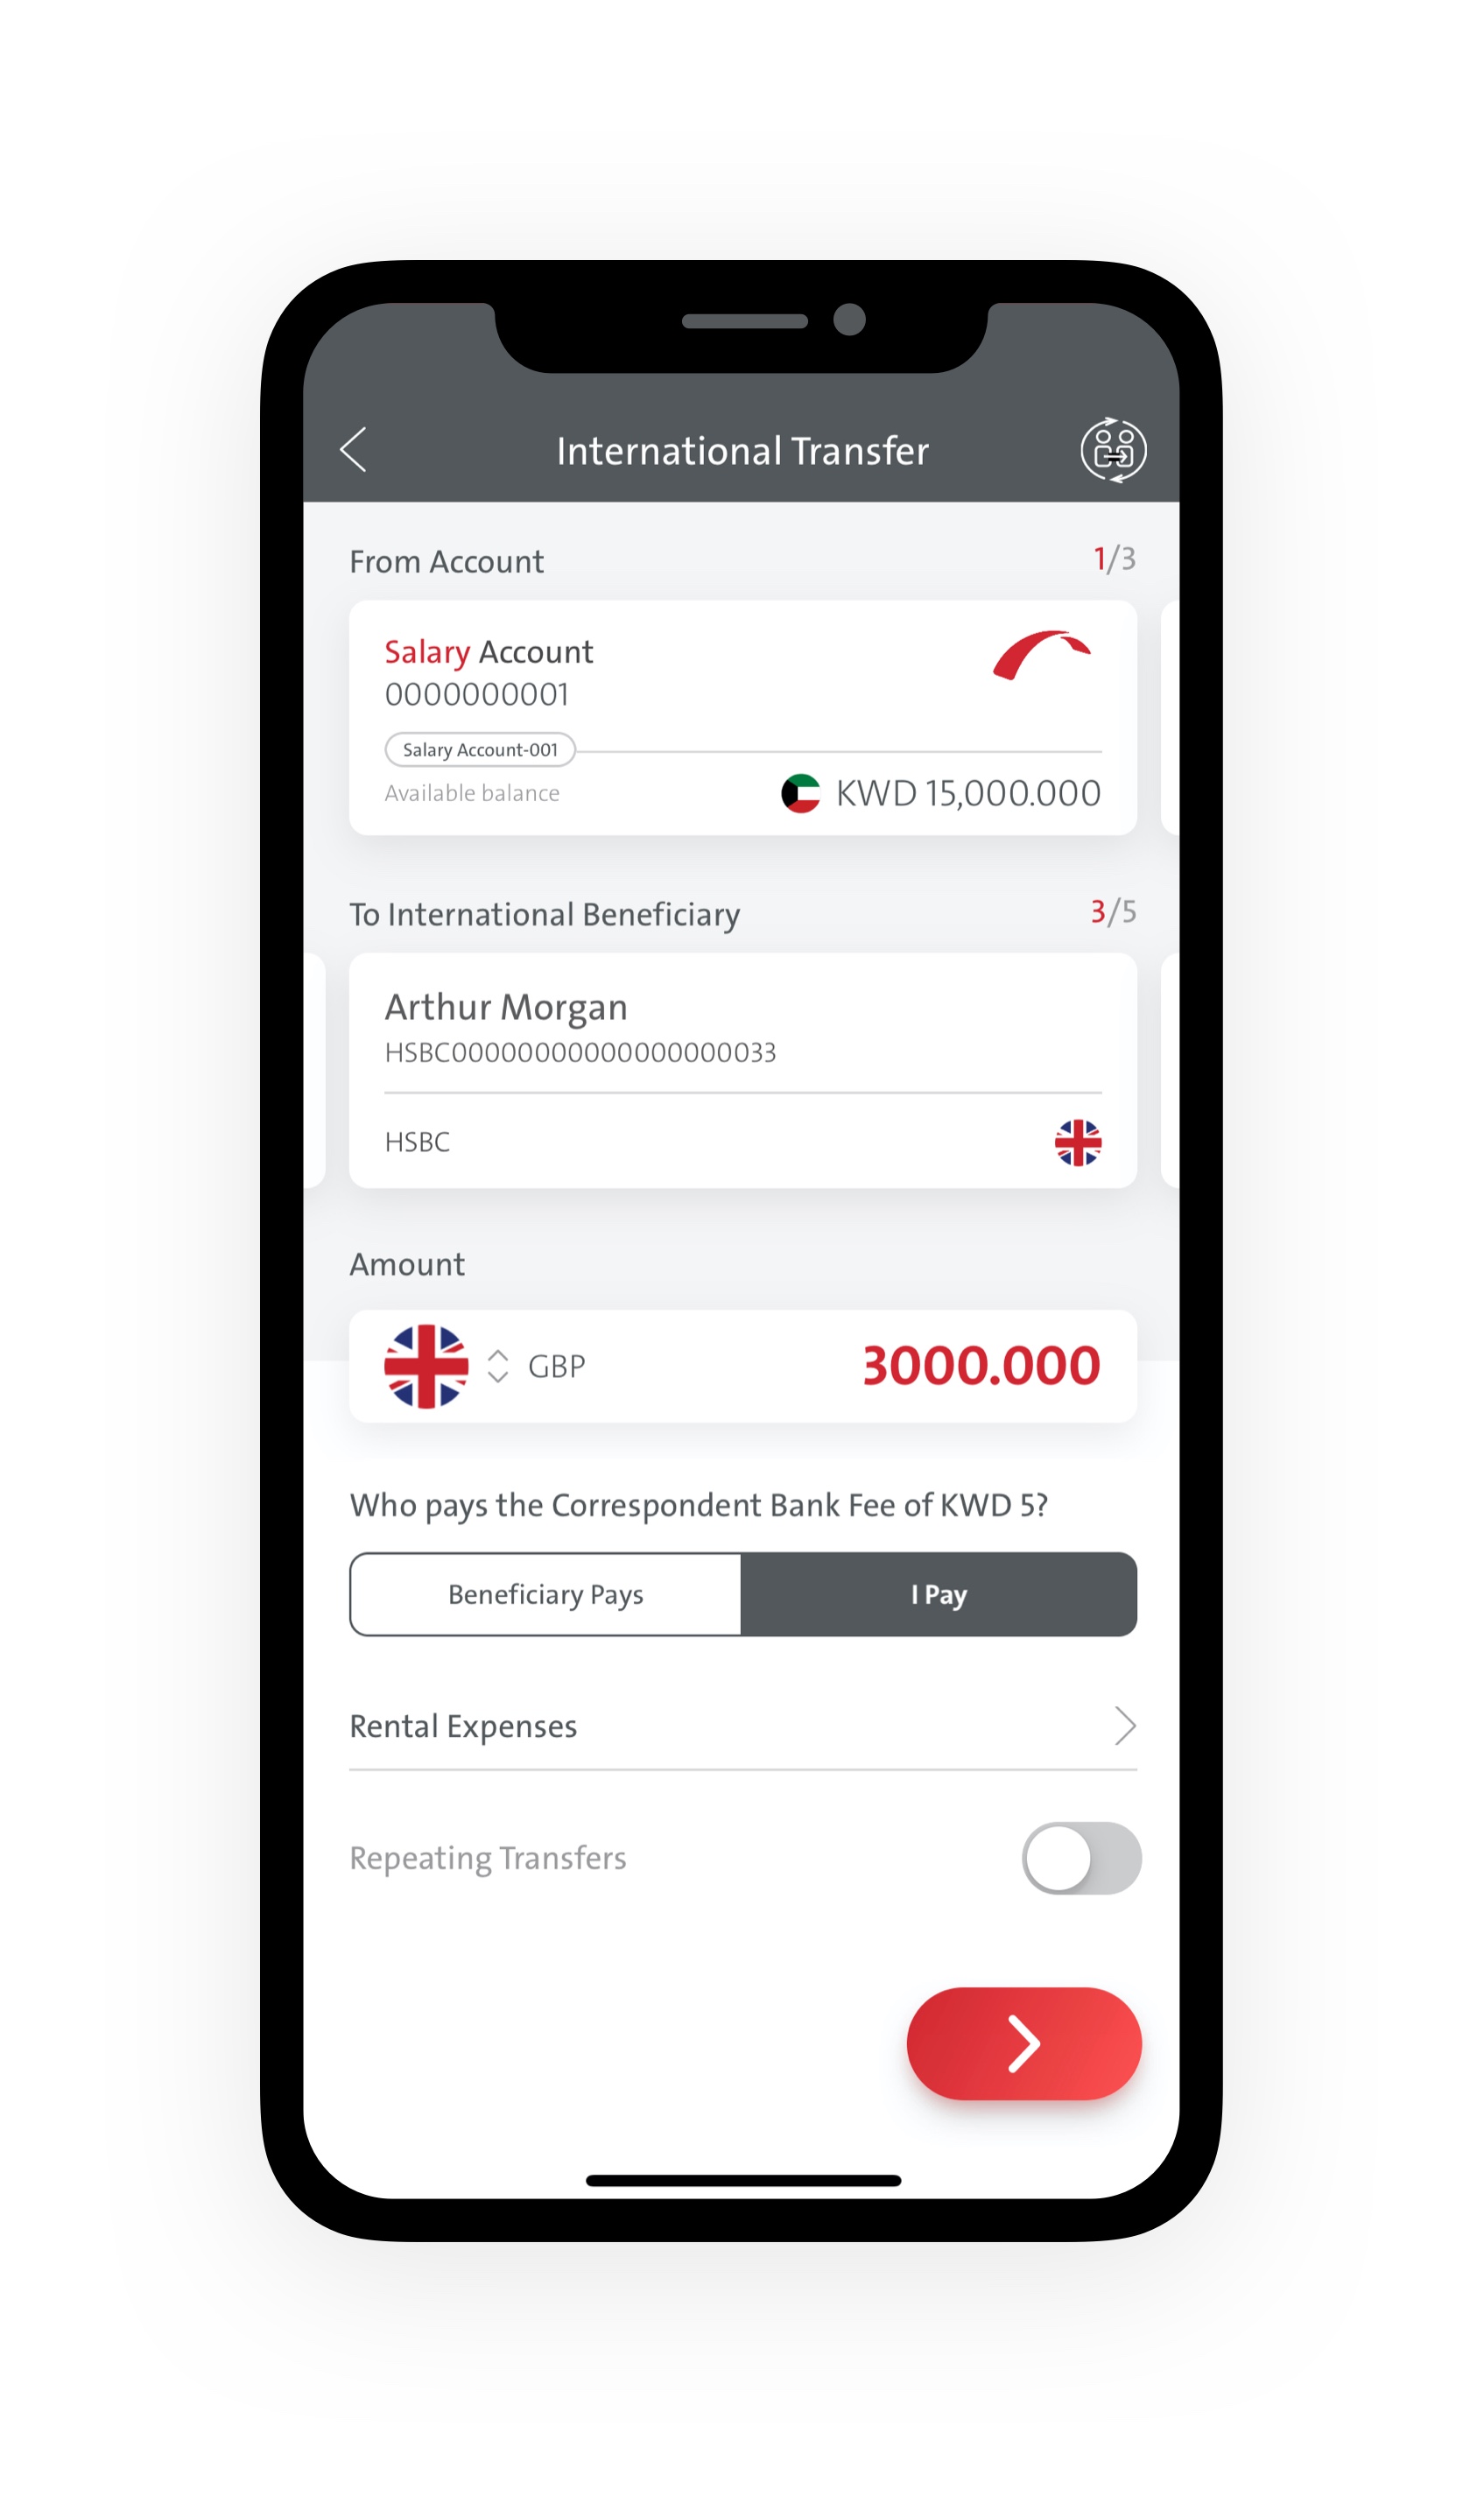 International Transfer
From Account 1/3
Salary Account
0000000001
Salary Account-001
Available balance KWD 15,000.000
To International Beneficiary 3/5
Arthur Morgan
HSBC000000000000000000033
HSBC
Amount
GBP 3000.000
Who pays the Correspondent Bank Fee of KWD 5?
Beneficiary Pays I Pay
Rental Expenses
Repeating Transfers